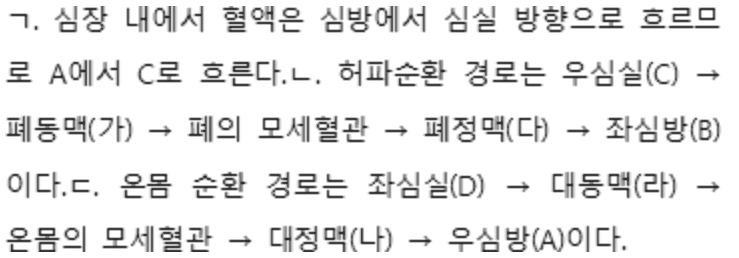 ㄱ. 심장 내에서 혈액은 심방에서 심실 방향으로 흐르므
로 A에서 C로 흐른다.ㄴ. 허파순환 경로는 우심실(C) →
폐동맥(가) → 폐의 모세혈관 → 폐정맥(다) → 좌심방(B)
이다.ㄷ. 온몸 순환 경로는 좌심실(D) → 대동맥(라) →
온몸의 모세혈관 → 대정맥(나) → 우심방(A)이다.